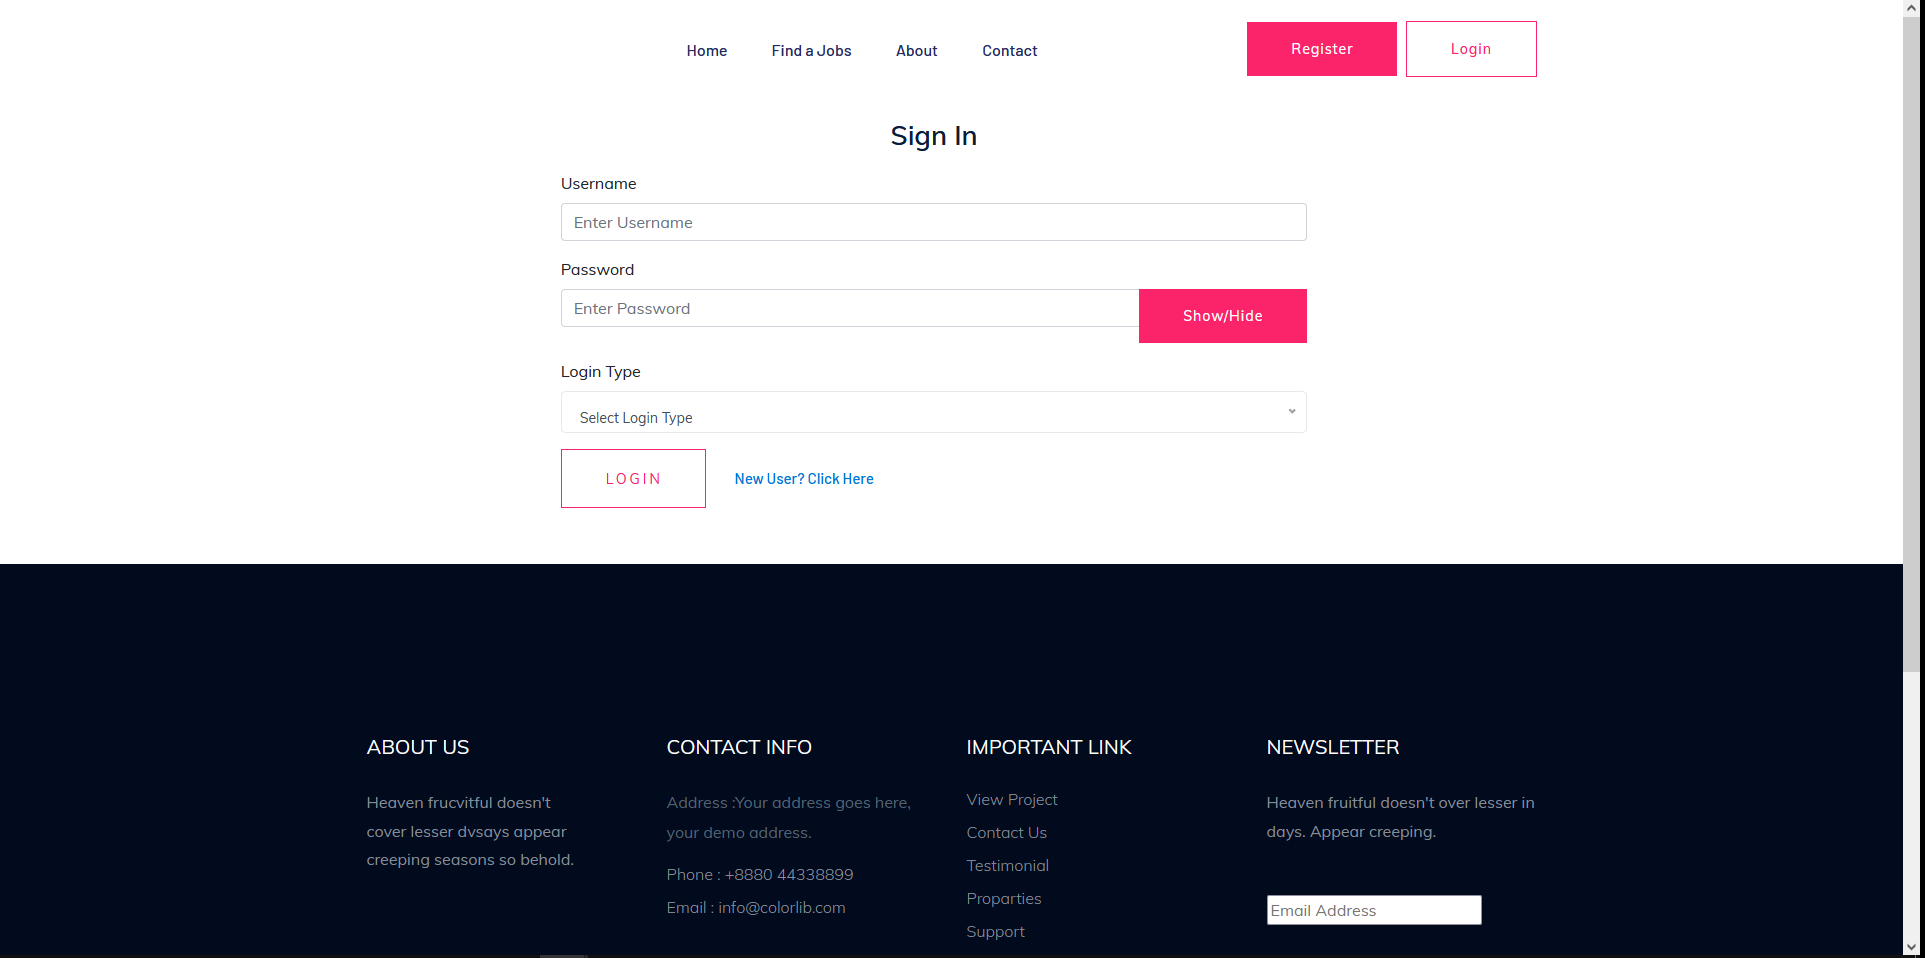 Home Find a Jobs About Contact Register Login
Sign In
Username
Enter Username
Password
Enter Password Show/Hide
Login Type
Select Login Type
LOGIN New User? Click Here
ABOUT US
Heaven frucvitful doesn't
cover lesser dvsays appear
creeping seasons so behold.
CONTACT INFO
Address :Your address goes here,
your demo address.
Phone : +8880 44338899
Email : info@colorlib.com
IMPORTANT LINK
View Project
Contact Us
Testimonial
Proparties
Support
NEWSLETTER
Heaven fruitful doesn't over lesser in
days. Appear creeping.
Email Address